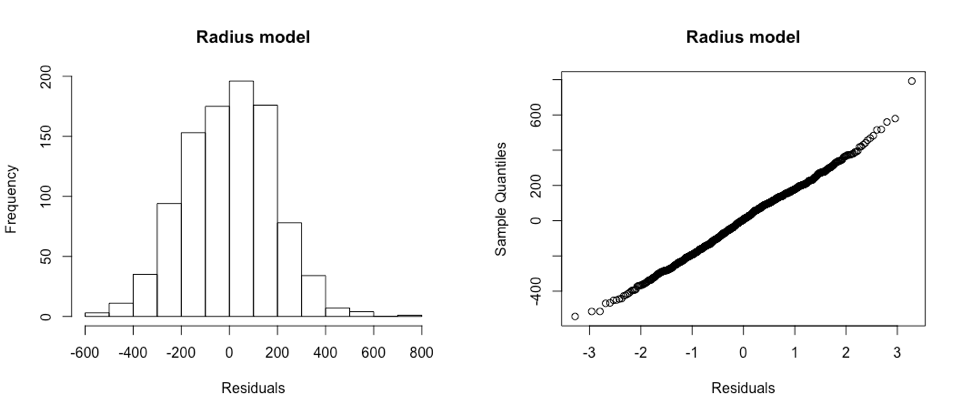 Radius model
Frequency
200
150
100
50
0
-600 -400 -200 0 200 400 600 800
Residuals
Radius model
Sample Quantiles
600
200
0
400
-3 -2 -1 0 1 2 3
Residuals